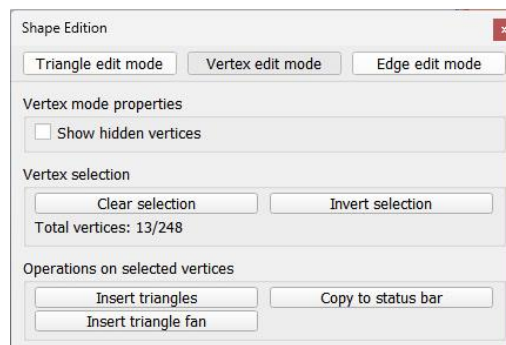 Shape Edition
x
Triangle edit mode Vertex edit mode Edge edit mode
Vertex mode properties
Show hidden vertices
Vertex selection
Clear selection Invert selection
Total vertices: 13/248
Operations on selected vertices
Insert triangles Copy to status bar
Insert triangle fan